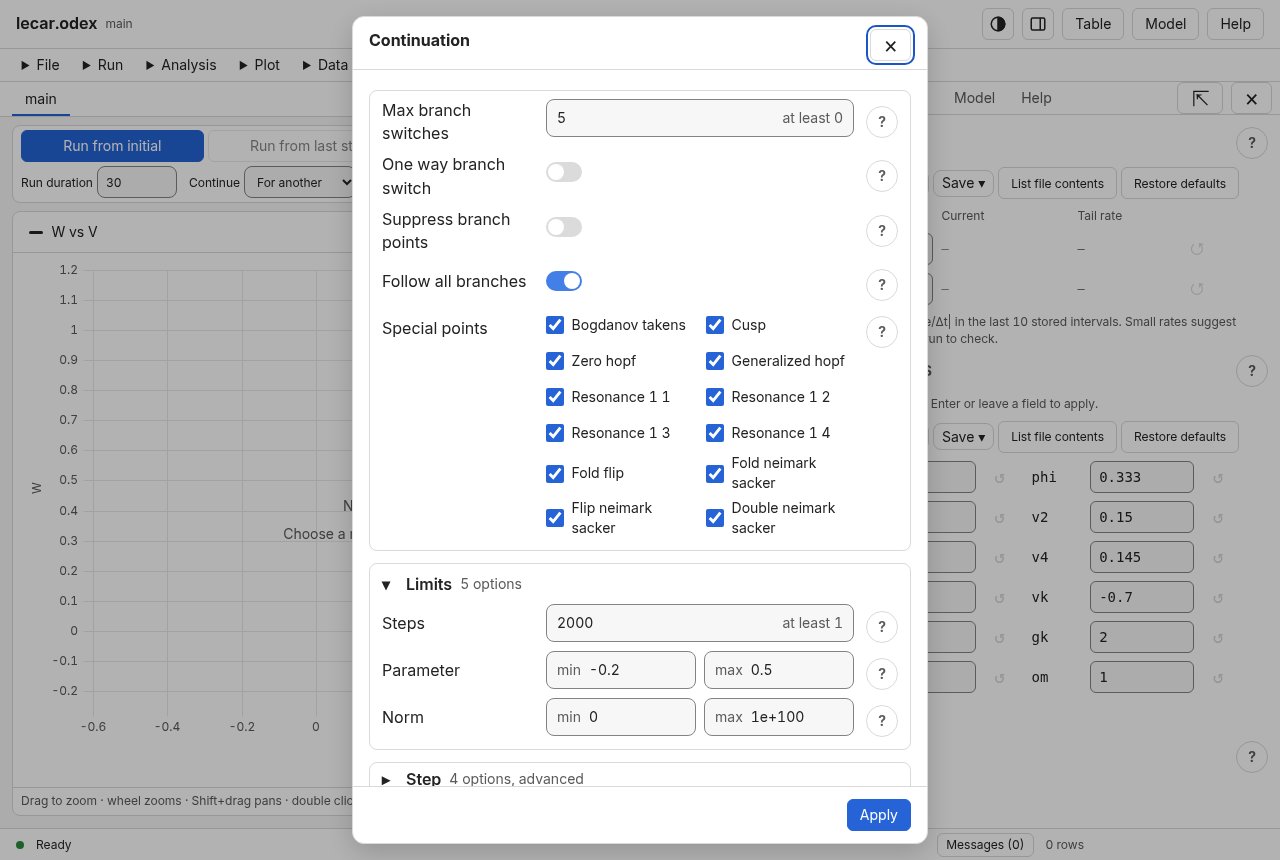 lecar.odex main
Table Model Help
▶ File ▶ Run ▶ Analysis ▶ Plot ▶ Data
main
Model Help
Run from initial
Run from last st
Run duration 30 Continue For another
Save ▾ List file contents Restore defaults
Current Tail rate
W vs V
1.2
1.1
1
0.9
0.8
0.7
0.6
0.5
0.4
0.3
0.2
0.1
0
-0.1
-0.2
W
-0.6 -0.4 -0.2 0
N
Choose a
Drag to zoom · wheel zooms · Shift+drag pans · double clic
Continuation
×
Max branch switches
5 at least 0
?
One way branch switch
?
Suppress branch points
?
Follow all branches
?
Special points
?
Bogdanov takens Cusp
Zero hopf Generalized hopf
Resonance 1 1 Resonance 1 2
Resonance 1 3 Resonance 1 4
Fold flip Fold neimark sacker
Flip neimark sacker Double neimark sacker
▼ Limits 5 options
Steps 2000 at least 1 ?
Parameter min -0.2 max 0.5 ?
Norm min 0 max 1e+100 ?
▶ Step 4 options, advanced
Apply
– –
– –
e/Δt| in the last 10 stored intervals. Small rates suggest
un to check.
?
Enter or leave a field to apply.
Save ▾ List file contents Restore defaults
phi 0.333
v2 0.15
v4 0.145
vk -0.7
gk 2
om 1
?
Ready
Messages (0) 0 rows